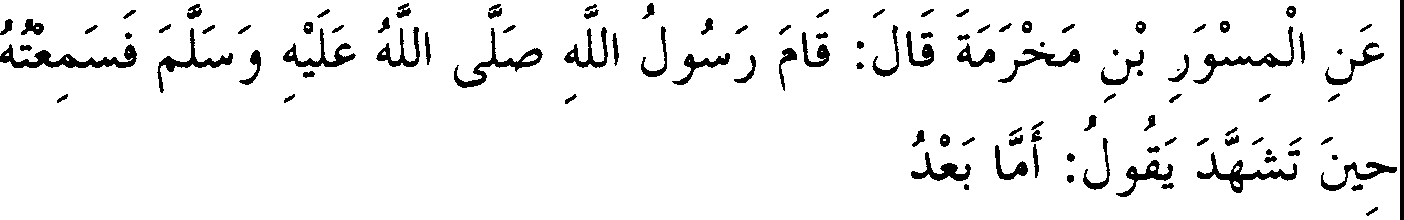 عَنِ الْمِسْوَرِ بْنِ مَخْرَمَةَ قَالَ: قَامَ رَسُولُ اللَّهِ صَلَّى اللَّهُ عَلَيْهِ وَسَلَّمَ فَسَمِعْتُهُ
حِينَ تَشَهَّدَ يَقُولُ: أَمَّا بَعْدُ